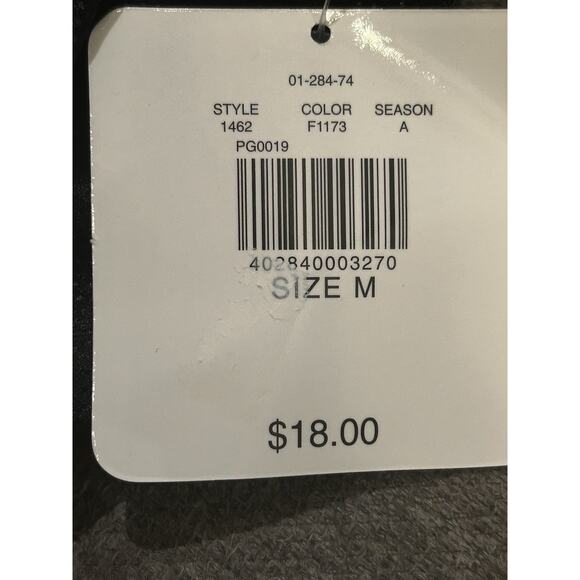 01-284-74
STYLE COLOR SEASON
1462 F1173 A
PG0019
402840003270
SIZE M
$18.00